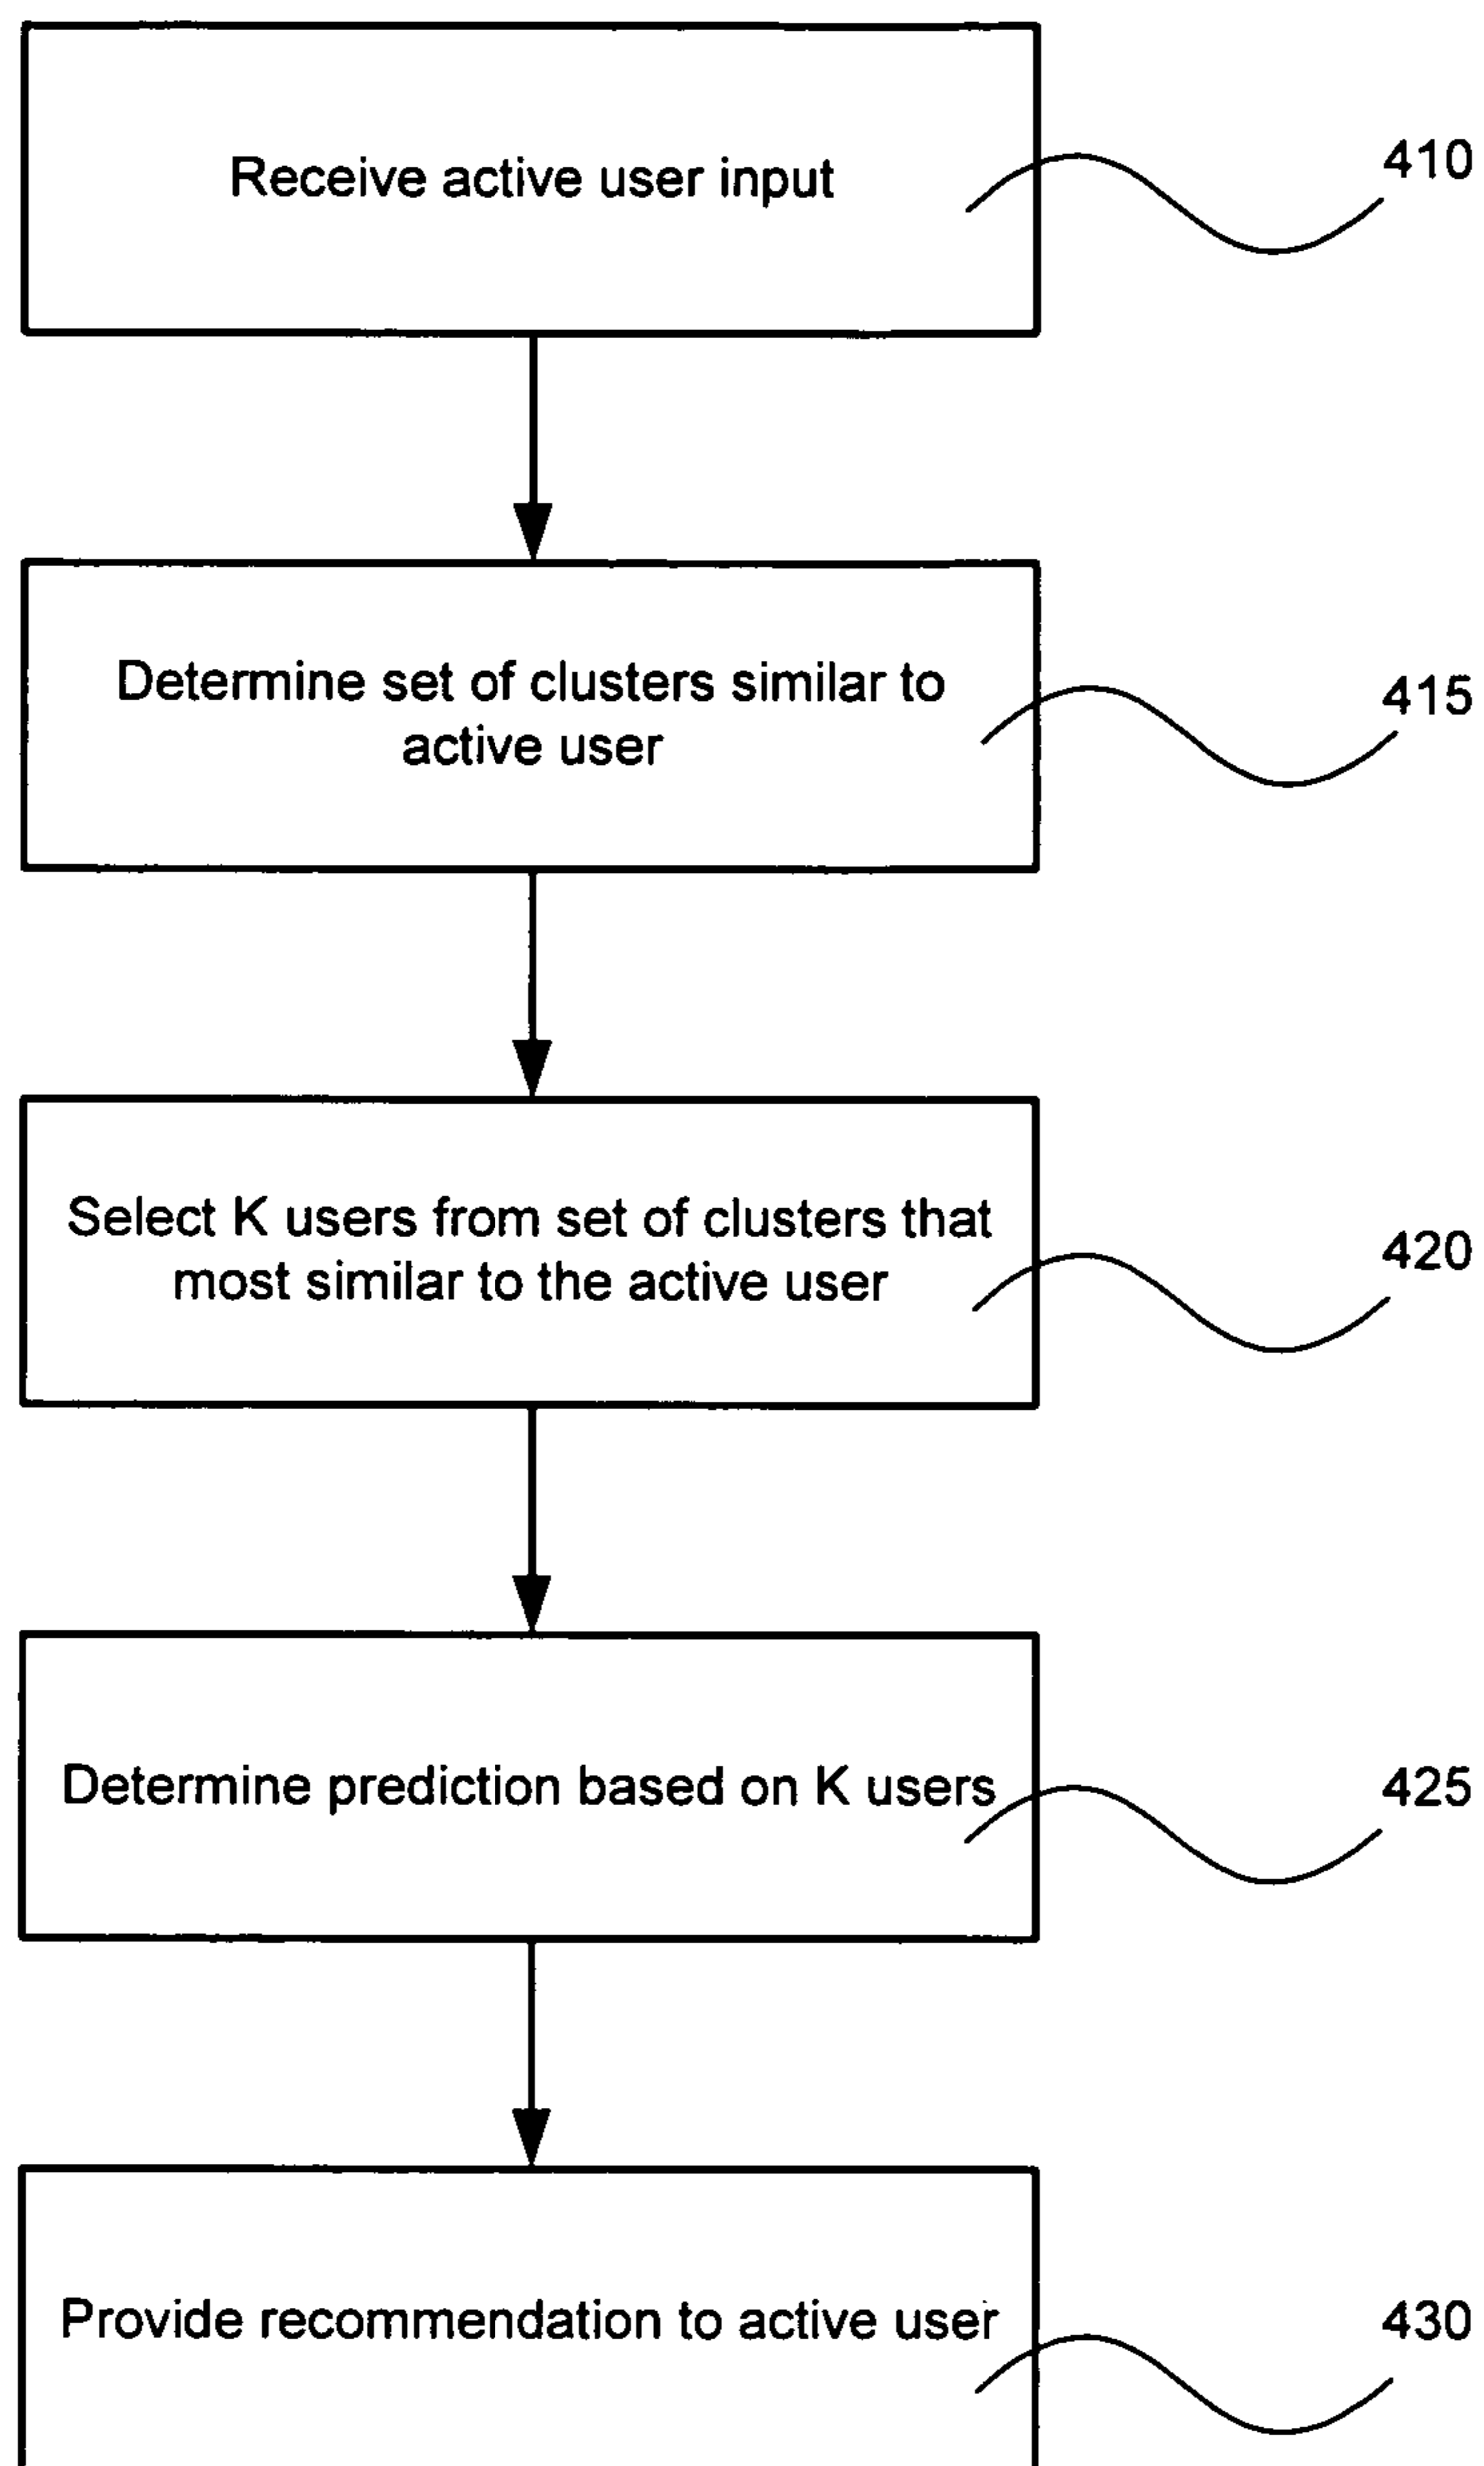 Receive active user input
410
Determine set of clusters similar to
active user
415
Select K users from set of clusters that
most similar to the active user
420
Determine prediction based on K users
425
Provide recommendation to active user
430